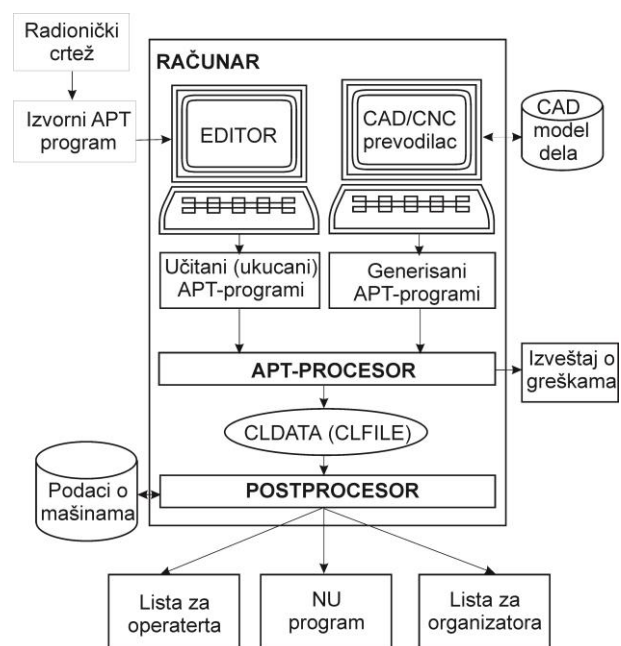 Radionički
crtež
Izvorni APT
program
RAČUNAR
EDITOR
CAD/CNC
prevodilac
CAD
model
dela
Učitani (ukucani)
APT-programi
Generisani
APT-programi
APT-PROCESOR
Izveštaj o
greškama
CLDATA (CLFILE)
Podaci o
mašinama
POSTPROCESOR
Lista za
operaterta
NU
program
Lista za
organizatora